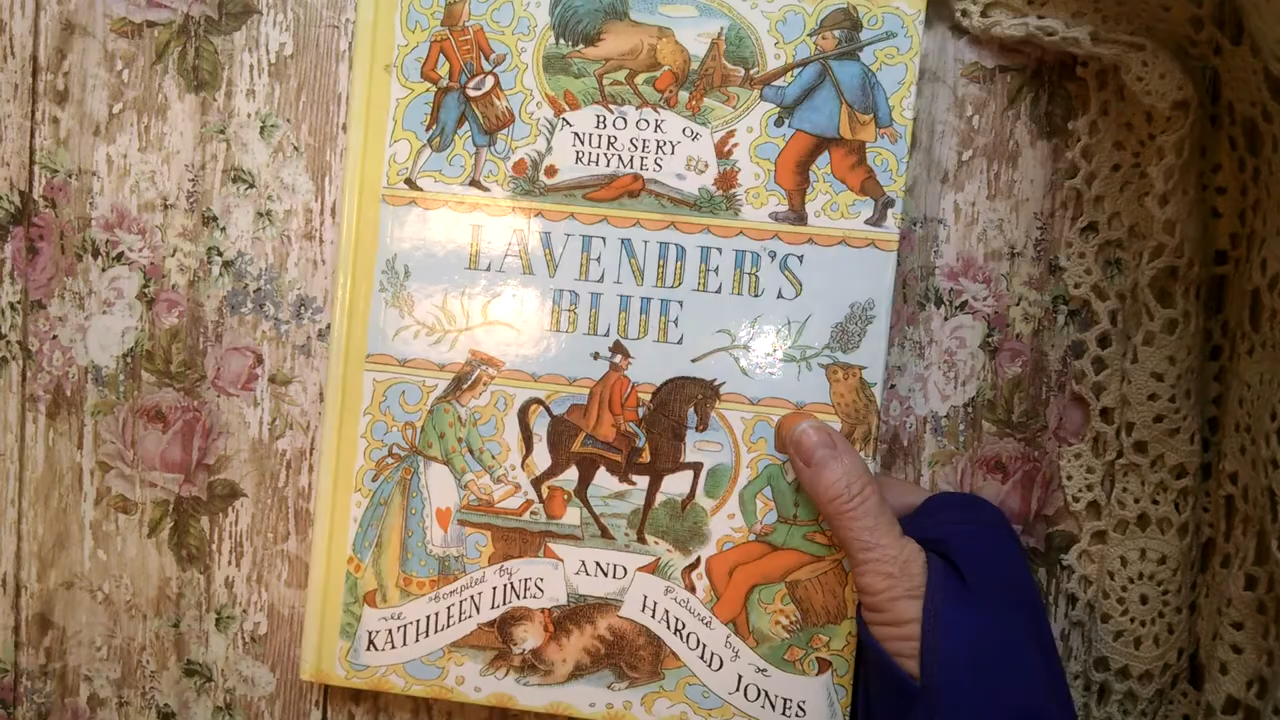 A BOOK OF
NURSERY
RHYMES
LAVENDER'S
BLUE
Compiled by
KATHLEEN LINES
AND
Pictured by
HAROLD JONES